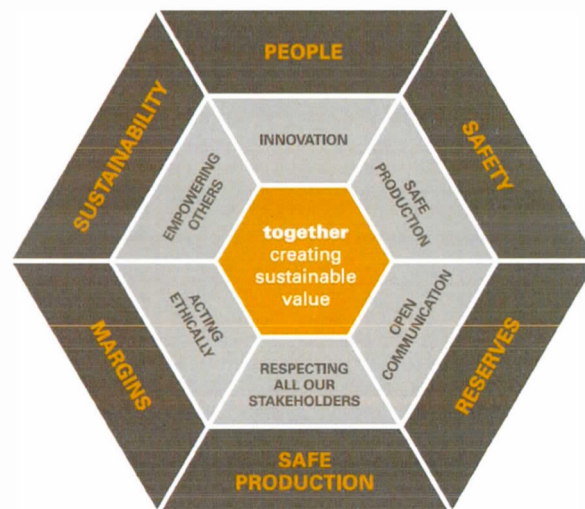 PEOPLE
SAFETY
RESERVES
SAFE
PRODUCTION
MARGINS
SUSTAINABILITY
INNOVATION
SAFE
PRODUCTION
OPEN
COMMUNICATION
RESPECTING
ALL OUR
STAKEHOLDERS
ACTING
ETHICALLY
EMPOWERING
OTHERS
together
creating
sustainable
value